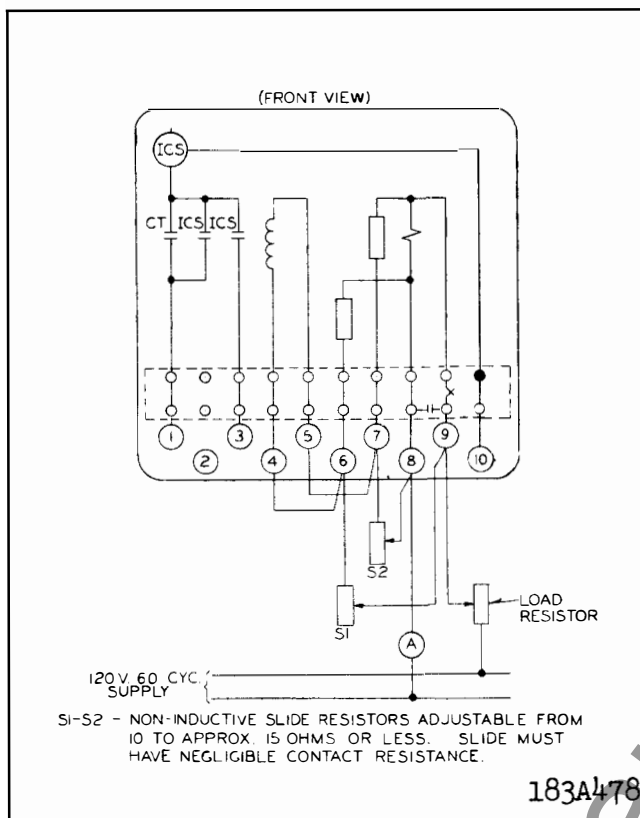 (FRONT VIEW)
ICS
CT ICS ICS
1 3 5 7 9
2 4 6 8 10
S2
S1
LOAD
RESISTOR
A
120 V. 60 CYC.
SUPPLY
S1-S2 - NON-INDUCTIVE SLIDE RESISTORS ADJUSTABLE FROM
10 TO APPROX. 15 OHMS OR LESS. SLIDE MUST
HAVE NEGLIGIBLE CONTACT RESISTANCE.
183A478